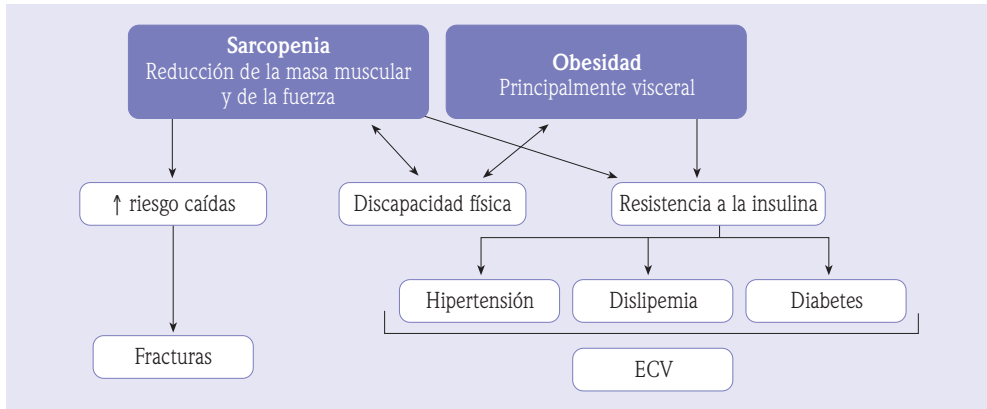 Sarcopenia
Reducción de la masa muscular
y de la fuerza
Obesidad
Principalmente visceral
↑ riesgo caídas
Discapacidad física
Resistencia a la insulina
Hipertensión
Dislipemia
Diabetes
Fracturas
ECV